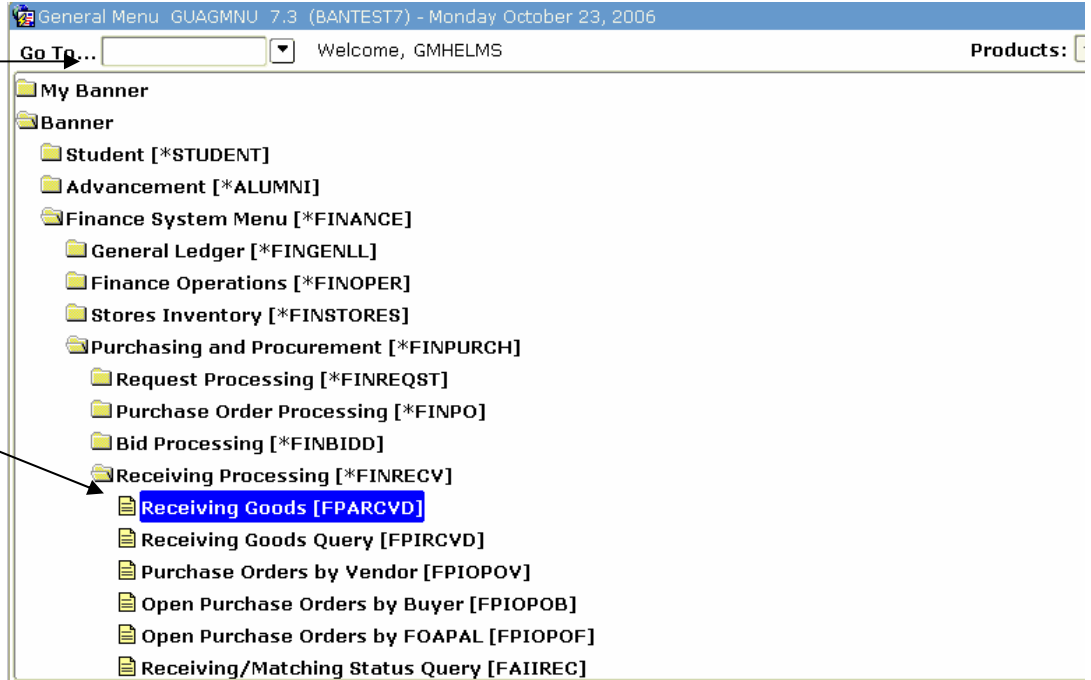 General Menu GUAGMNU 7.3 (BANTEST7) - Monday October 23, 2006
Go To... Welcome, GMHELMS Products:
My Banner
Banner
Student [*STUDENT]
Advancement [*ALUMNI]
Finance System Menu [*FINANCE]
General Ledger [*FINGENLL]
Finance Operations [*FINOPER]
Stores Inventory [*FINSTORES]
Purchasing and Procurement [*FINPURCH]
Request Processing [*FINREQST]
Purchase Order Processing [*FINPO]
Bid Processing [*FINBIDD]
Receiving Processing [*FINRECV]
Receiving Goods [FPARCVD]
Receiving Goods Query [FPIRCVD]
Purchase Orders by Vendor [FPIOPOV]
Open Purchase Orders by Buyer [FPIOPOB]
Open Purchase Orders by FOAPAL [FPIOPOF]
Receiving/Matching Status Query [FAIIREC]